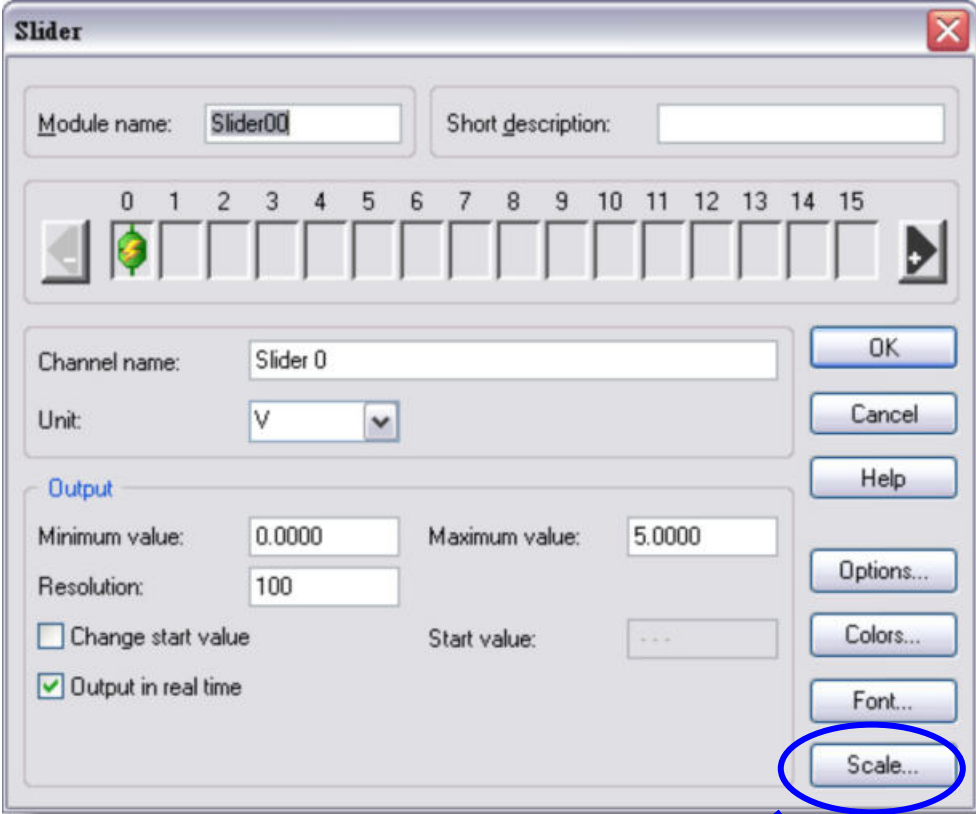 Slider
Module name: Slider00 Short description:
0 1 2 3 4 5 6 7 8 9 10 11 12 13 14 15
- +
Channel name: Slider 0
OK
Unit: V
Cancel
Help
Output
Minimum value: 0.0000 Maximum value: 5.0000
Resolution: 100
Options...
Change start value Start value: ---
Colors...
Output in real time
Font...
Scale...